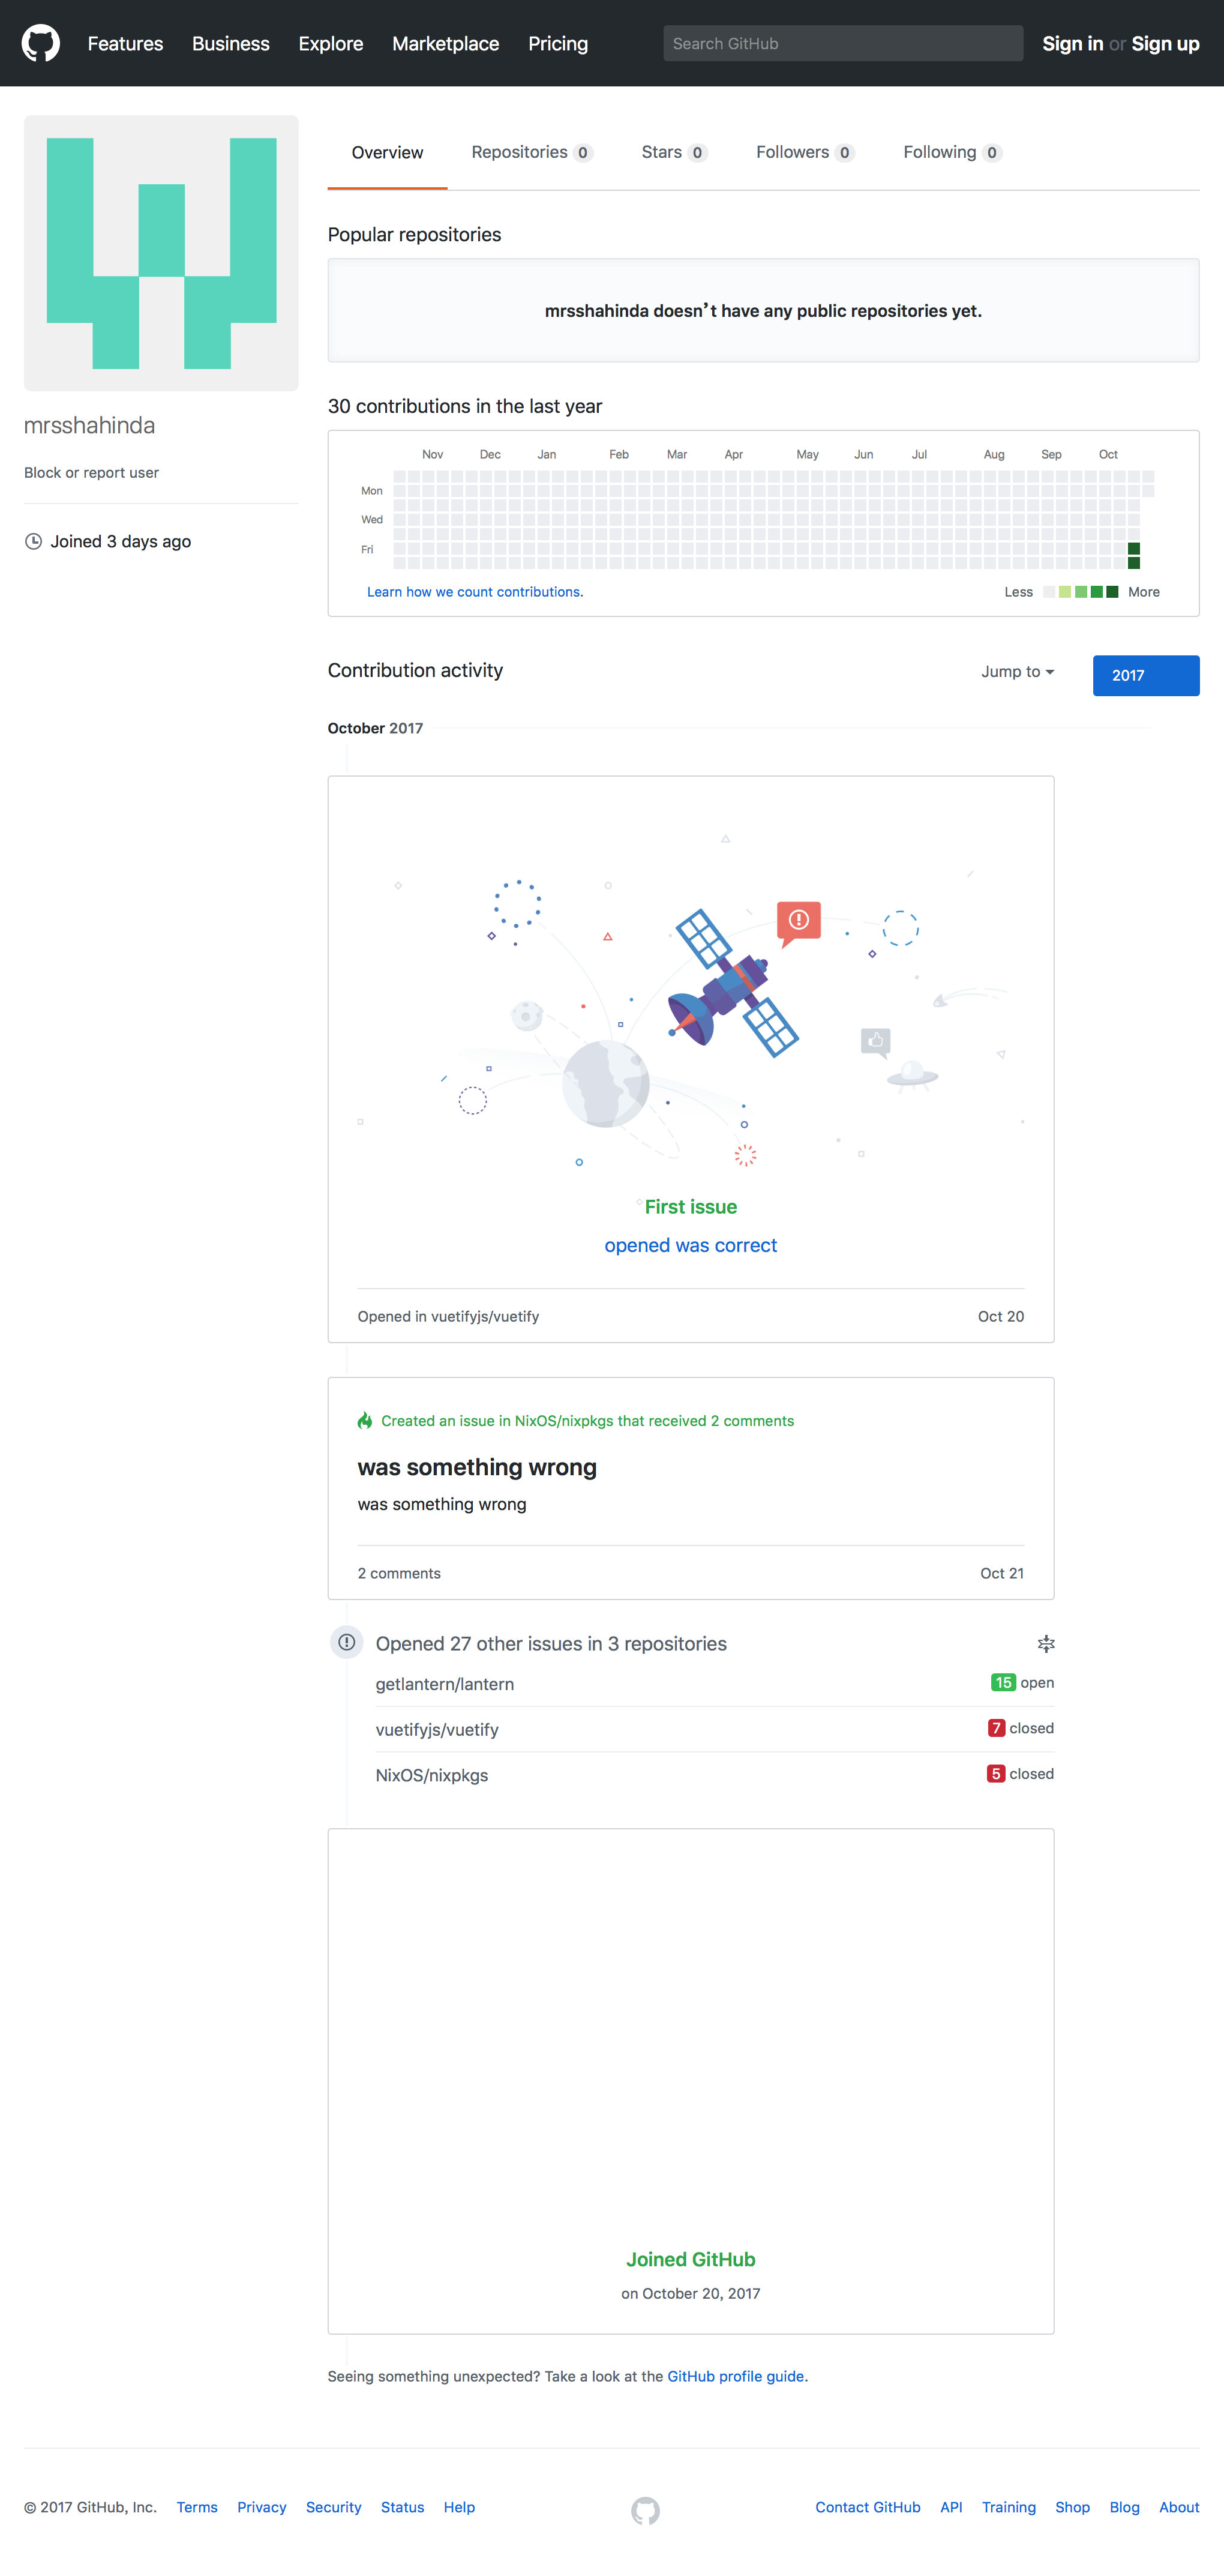 Features Business Explore Marketplace Pricing Search GitHub Sign in or Sign up
Overview Repositories 0 Stars 0 Followers 0 Following 0
mrsshahinda
Block or report user
Joined 3 days ago
Popular repositories
mrsshahinda doesn’t have any public repositories yet.
30 contributions in the last year
Nov Dec Jan Feb Mar Apr May Jun Jul Aug Sep Oct
Mon
Wed
Fri
Learn how we count contributions. Less More
Contribution activity Jump to 2017
October 2017
First issue
opened was correct
Opened in vuetifyjs/vuetify Oct 20
Created an issue in NixOS/nixpkgs that received 2 comments
was something wrong
was something wrong
2 comments Oct 21
Opened 27 other issues in 3 repositories
getlantern/lantern 15 open
vuetifyjs/vuetify 7 closed
NixOS/nixpkgs 5 closed
Joined GitHub
on October 20, 2017
Seeing something unexpected? Take a look at the GitHub profile guide.
© 2017 GitHub, Inc. Terms Privacy Security Status Help Contact GitHub API Training Shop Blog About